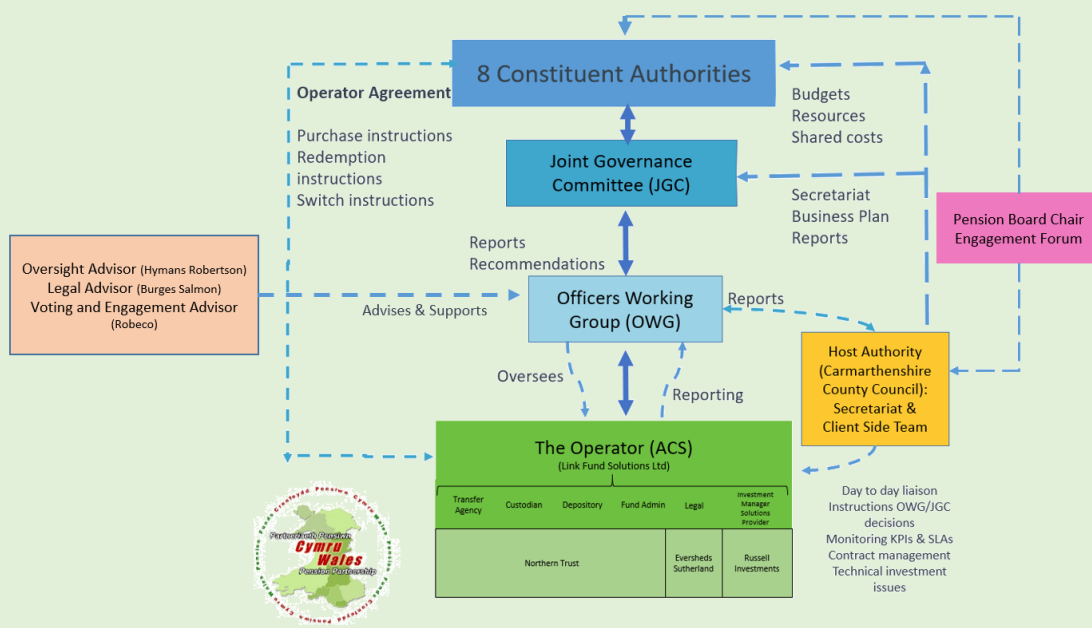 8 Constituent Authorities
Operator Agreement
Purchase instructions
Redemption
instructions
Switch instructions
Budgets
Resources
Shared costs
Joint Governance
Committee (JGC)
Secretariat
Business Plan
Reports
Pension Board Chair
Engagement Forum
Reports
Recommendations
Oversight Advisor (Hymans Robertson)
Legal Advisor (Burges Salmon)
Voting and Engagement Advisor
(Robeco)
Advises & Supports
Officers Working
Group (OWG)
Reports
Host Authority
(Carmarthenshire
County Council):
Secretariat &
Client Side Team
Oversees
Reporting
The Operator (ACS)
(Link Fund Solutions Ltd)
Transfer
Agency
Custodian
Depository
Fund Admin
Legal
Investment
Manager
Solutions
Provider
Northern Trust
Eversheds
Sutherland
Russell
Investments
Day to day liaison
Instructions OWG/JGC
decisions
Monitoring KPIs & SLAs
Contract management
Technical investment
issues
Partneriaeth Pensiwn
Cymru
Wales
Pension Partnership